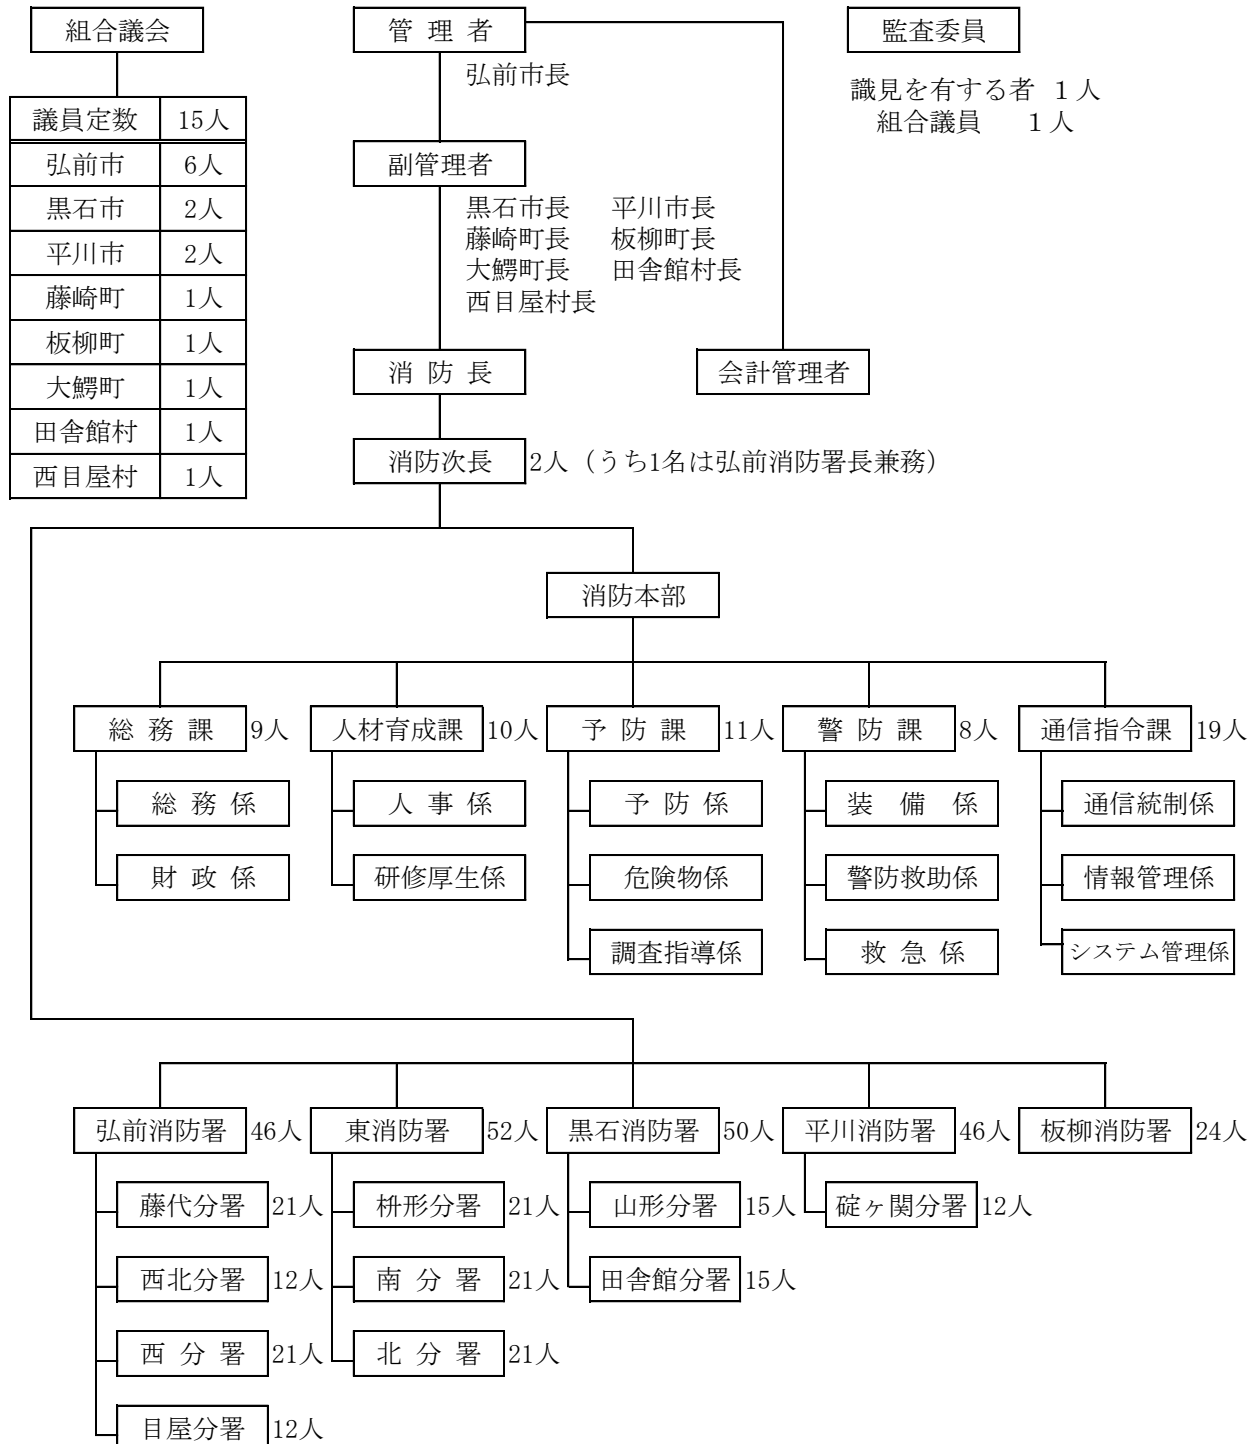 組合議会
議員定数 15人
弘前市 6人
黒石市 2人
平川市 2人
藤崎町 1人
板柳町 1人
大鰐町 1人
田舎館村 1人
西目屋村 1人
管 理 者
弘前市長
副管理者
黒石市長 平川市長
藤崎町長 板柳町長
大鰐町長 田舎館村長
西目屋村長
監査委員
識見を有する者 1人
組合議員 1人
消 防 長
会計管理者
消防次長 2人（うち1名は弘前消防署長兼務）
消防本部
総 務 課 9人
総 務 係
財 政 係
人材育成課 10人
人 事 係
研修厚生係
予 防 課 11人
予 防 係
危険物係
調査指導係
警 防 課 8人
装 備 係
警防救助係
救 急 係
通信指令課 19人
通信統制係
情報管理係
システム管理係
弘前消防署 46人
藤代分署 21人
西北分署 12人
西 分 署 21人
目屋分署 12人
東消防署 52人
枡形分署 21人
南 分 署 21人
北 分 署 21人
黒石消防署 50人
山形分署 15人
田舎館分署 15人
平川消防署 46人
碇ヶ関分署 12人
板柳消防署 24人